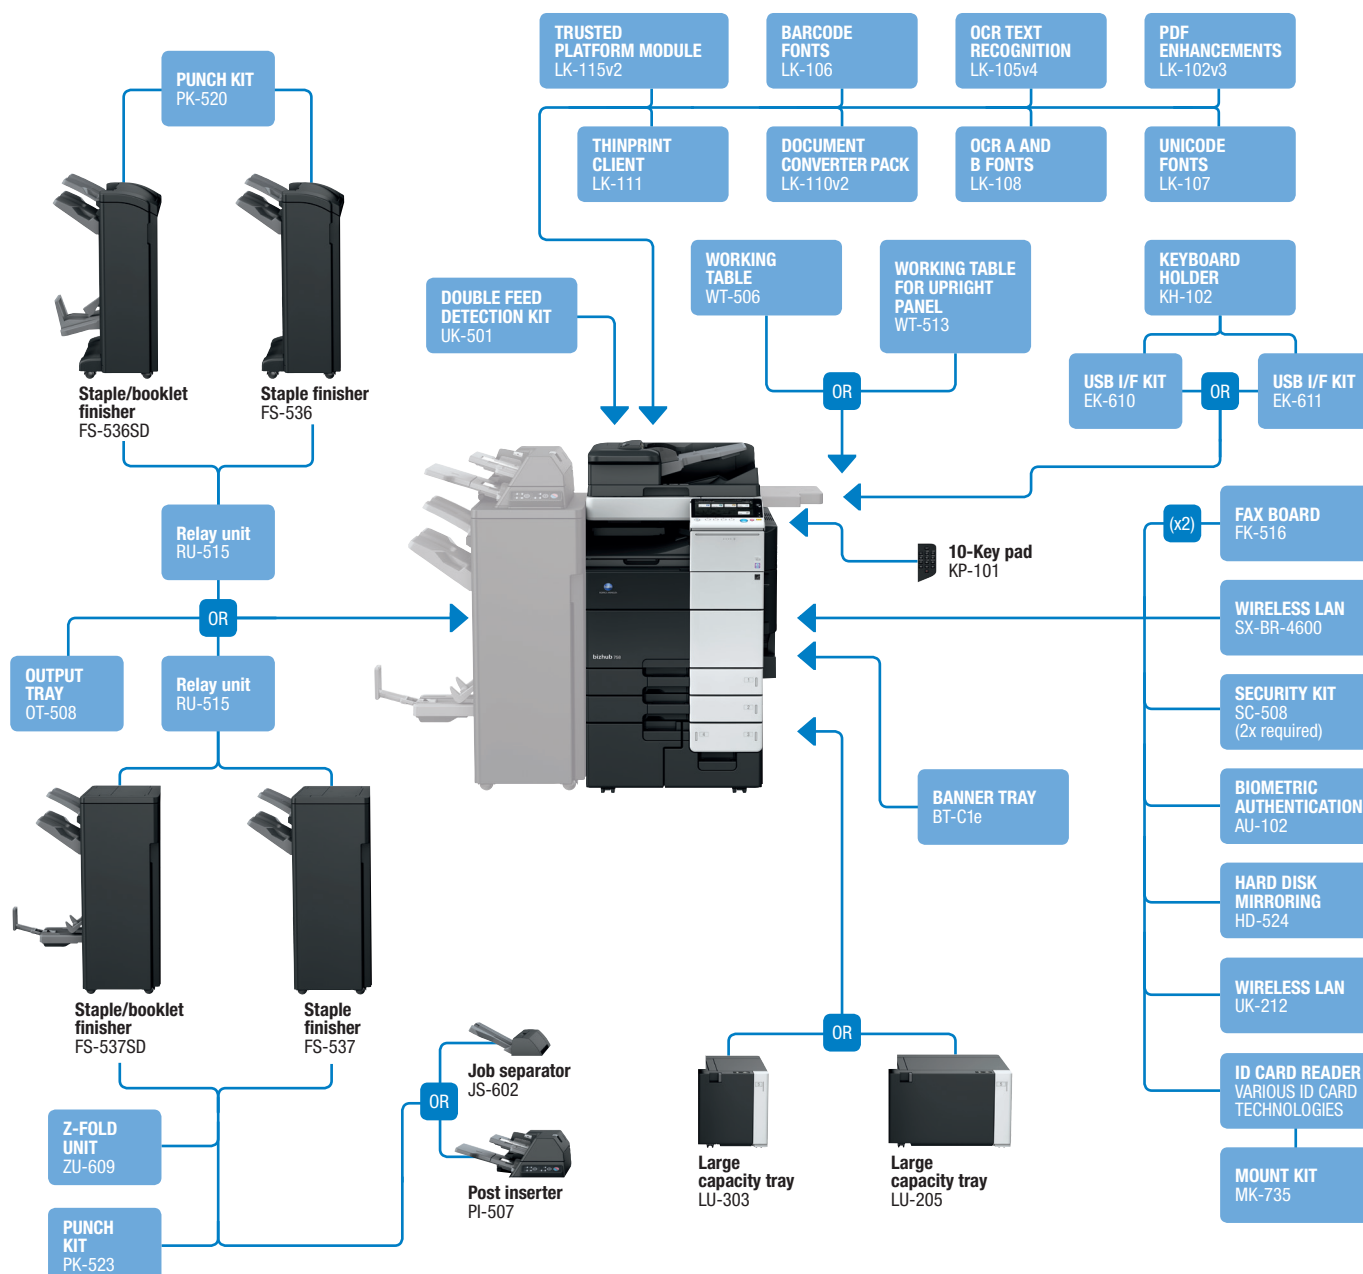 TRUSTED
PLATFORM MODULE
LK-115v2
BARCODE
FONTS
LK-106
OCR TEXT
RECOGNITION
LK-105v4
PDF
ENHANCEMENTS
LK-102v3
PUNCH KIT
PK-520
THINPRINT
CLIENT
LK-111
DOCUMENT
CONVERTER PACK
LK-110v2
OCR A AND
B FONTS
LK-108
UNICODE
FONTS
LK-107
WORKING
TABLE
WT-506
WORKING TABLE
FOR UPRIGHT
PANEL
WT-513
KEYBOARD
HOLDER
KH-102
DOUBLE FEED
DETECTION KIT
UK-501
OR
USB I/F KIT
EK-610
OR
USB I/F KIT
EK-611
Staple/booklet
finisher
FS-536SD
Staple finisher
FS-536
Relay unit
RU-515
(x2)
FAX BOARD
FK-516
10-Key pad
KP-101
OR
WIRELESS LAN
SX-BR-4600
OUTPUT
TRAY
OT-508
Relay unit
RU-515
bizhub
SECURITY KIT
SC-508
(2x required)
BANNER TRAY
BT-C1e
BIOMETRIC
AUTHENTICATION
AU-102
HARD DISK
MIRRORING
HD-524
WIRELESS LAN
UK-212
Staple/booklet
finisher
FS-537SD
Staple
finisher
FS-537
OR
Job separator
JS-602
OR
Post inserter
PI-507
ID CARD READER
VARIOUS ID CARD
TECHNOLOGIES
Z-FOLD
UNIT
ZU-609
Large
capacity tray
LU-303
Large
capacity tray
LU-205
MOUNT KIT
MK-735
PUNCH
KIT
PK-523